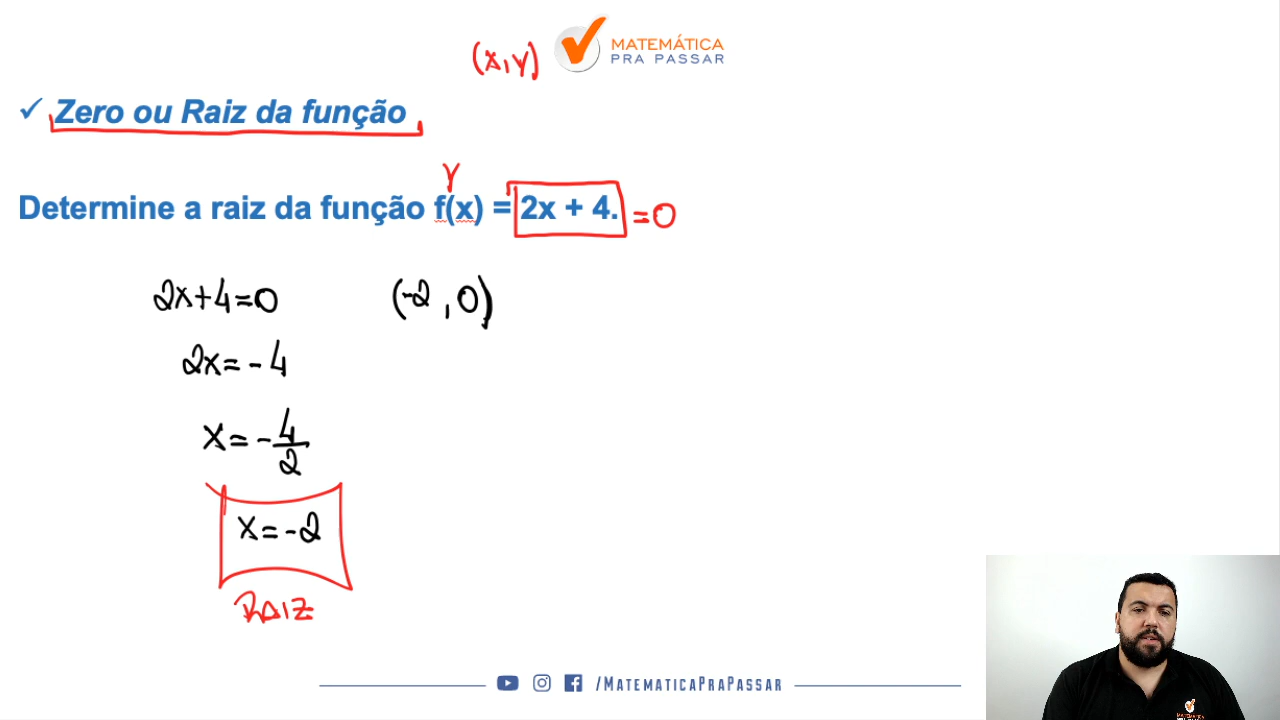 (x,y)
MATEMÁTICA
PRA PASSAR
✓ Zero ou Raiz da função
y
Determine a raiz da função f(x) = 2x + 4. =0
2x+4=0
(-2,0)
2x=-4
x=-4/2
x=-2
RAIZ
/MATEMATICAPRAPASSAR